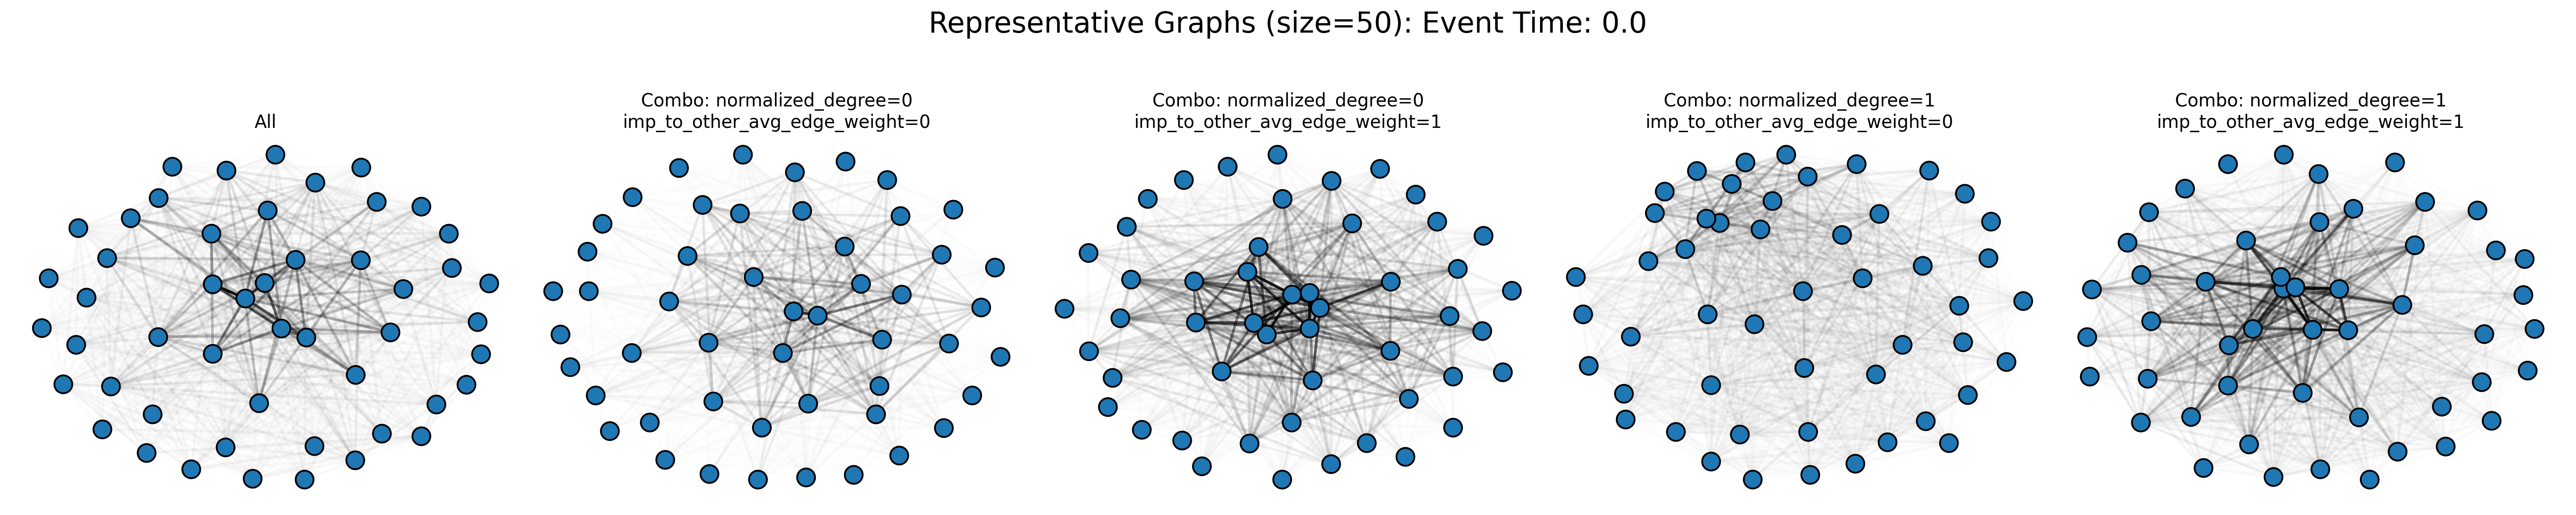 Representative Graphs (size=50): Event Time: 0.0
All
Combo: normalized_degree=0
imp_to_other_avg_edge_weight=0
Combo: normalized_degree=0
imp_to_other_avg_edge_weight=1
Combo: normalized_degree=1
imp_to_other_avg_edge_weight=0
Combo: normalized_degree=1
imp_to_other_avg_edge_weight=1